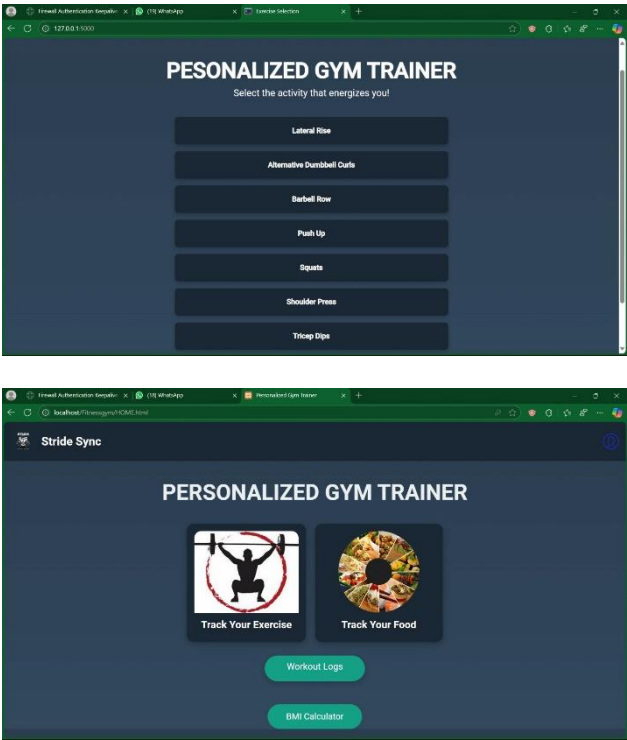 Firewall Authentication Keepalive
(18) WhatsApp
Exercise Selection
127.0.0.1:5000
PESONALIZED GYM TRAINER
Select the activity that energizes you!
Lateral Rise
Alternative Dumbbell Curls
Barbell Row
Push Up
Squats
Shoulder Press
Tricep Dips
Firewall Authentication Keepalive
(18) WhatsApp
Personalized Gym Trainer
localhost/Fitnessgym/HOME.html
Stride Sync
PERSONALIZED GYM TRAINER
Track Your Exercise
Track Your Food
Workout Logs
BMI Calculator